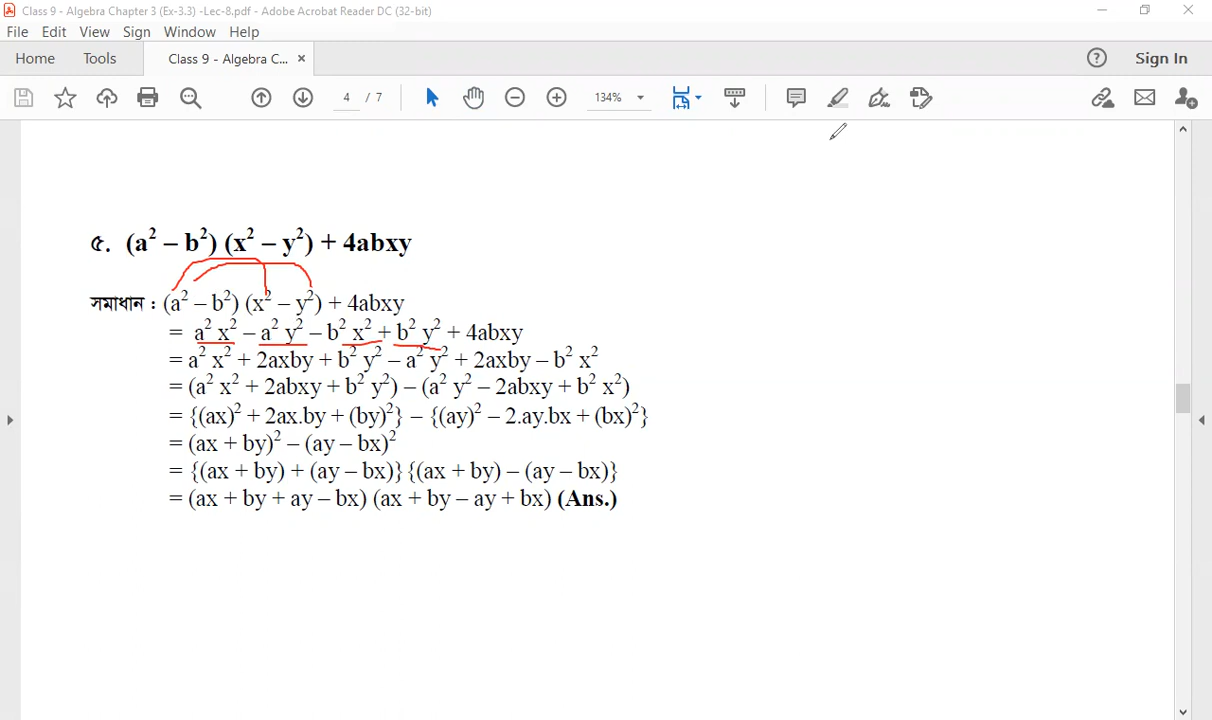 Class 9 - Algebra Chapter 3 (Ex-3.3) -Lec-8.pdf - Adobe Acrobat Reader DC (32-bit)
File Edit View Sign Window Help
Home Tools Class 9 - Algebra C... × ? Sign In
4 / 7 134%
৫. (a² – b²) (x² – y²) + 4abxy
সমাধান : (a² – b²) (x² – y²) + 4abxy
= a² x² – a² y² – b² x² + b² y² + 4abxy
= a² x² + 2axby + b² y² – a² y² + 2axby – b² x²
= (a² x² + 2abxy + b² y²) – (a² y² – 2abxy + b² x²)
= {(ax)² + 2ax.by + (by)²} – {(ay)² – 2.ay.bx + (bx)²}
= (ax + by)² – (ay – bx)²
= {(ax + by) + (ay – bx)} {(ax + by) – (ay – bx)}
= (ax + by + ay – bx) (ax + by – ay + bx) (Ans.)